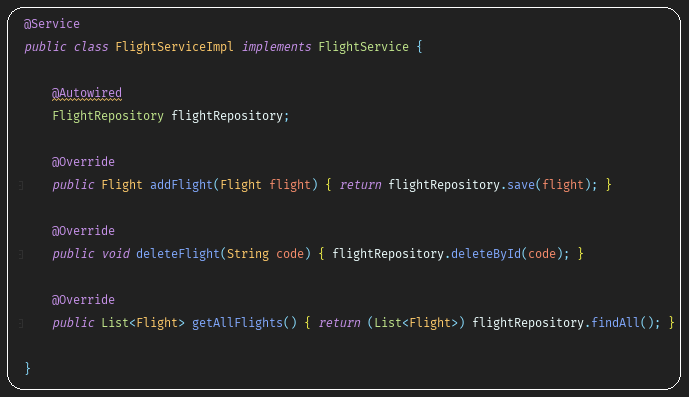 @Service
public class FlightServiceImpl implements FlightService {
@Autowired
FlightRepository flightRepository;
@Override
public Flight addFlight(Flight flight) { return flightRepository.save(flight); }
@Override
public void deleteFlight(String code) { flightRepository.deleteById(code); }
@Override
public List<Flight> getAllFlights() { return (List<Flight>) flightRepository.findAll(); }
}